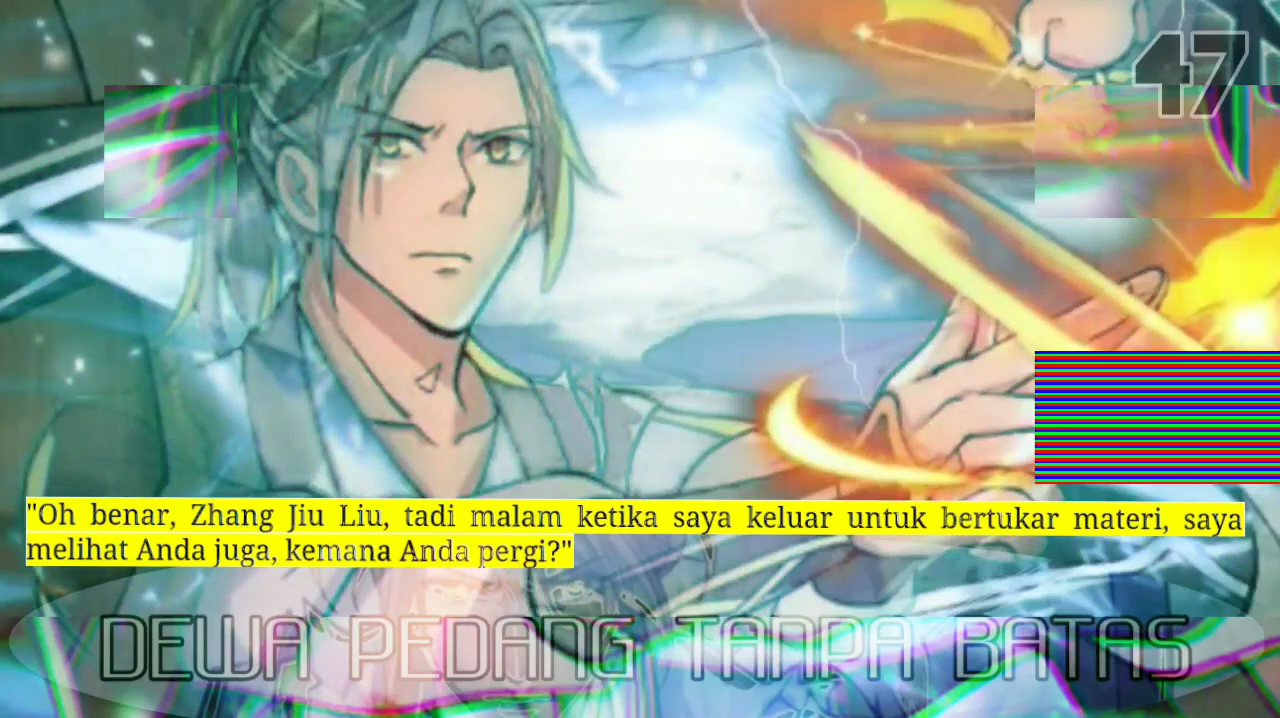 47
"Oh benar, Zhang Jiu Liu, tadi malam ketika saya keluar untuk bertukar materi, saya
melihat Anda juga, kemana Anda pergi?"
DEWA PEDANG TANPA BATAS